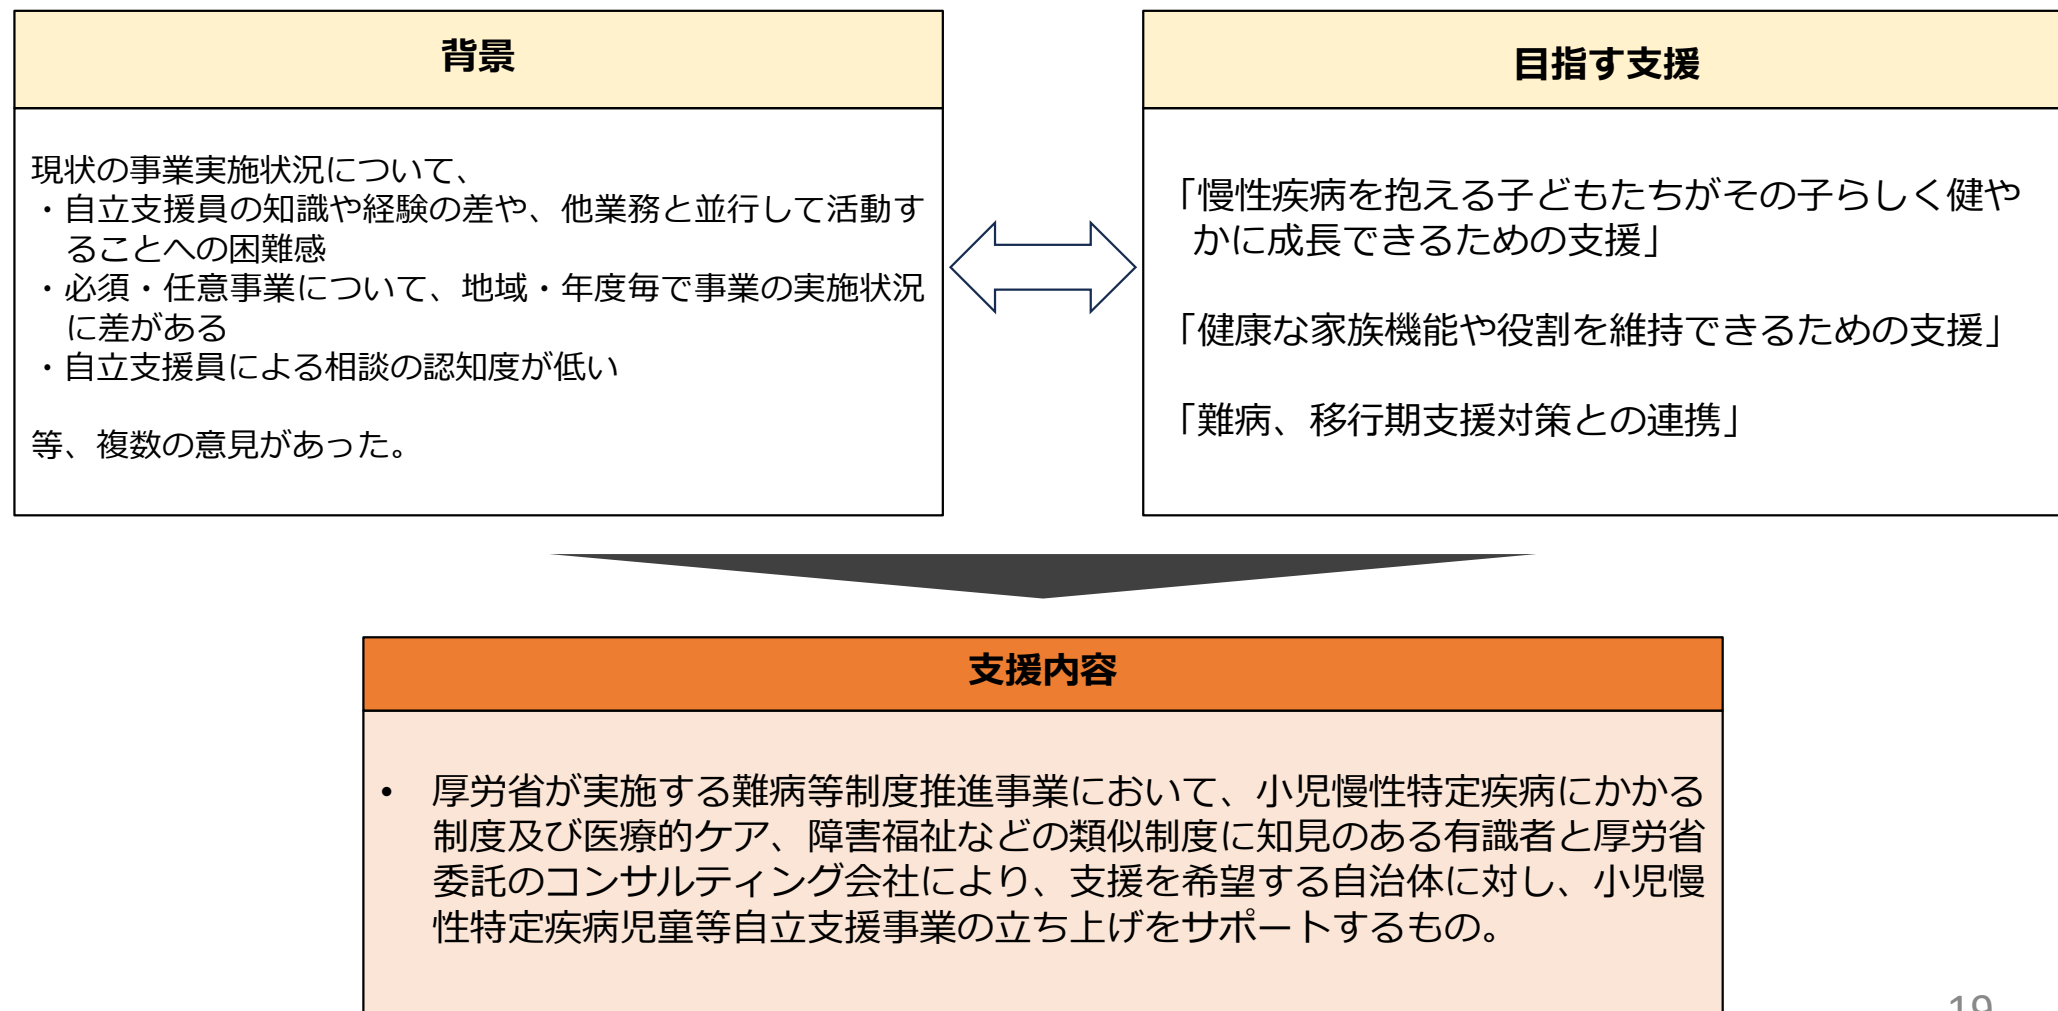 背景
現状の事業実施状況について、
・自立支援員の知識や経験の差や、他業務と並行して活動す
ることへの困難感
・必須・任意事業について、地域・年度毎で事業の実施状況
に差がある
・自立支援員による相談の認知度が低い
等、複数の意見があった。
目指す支援
「慢性疾病を抱える子どもたちがその子らしく健や
かに成長できるための支援」
「健康な家族機能や役割を維持できるための支援」
「難病、移行期支援対策との連携」
支援内容
• 厚労省が実施する難病等制度推進事業において、小児慢性特定疾病にかかる
制度及び医療的ケア、障害福祉などの類似制度に知見のある有識者と厚労省
委託のコンサルティング会社により、支援を希望する自治体に対し、小児慢
性特定疾病児童等自立支援事業の立ち上げをサポートするもの。
19